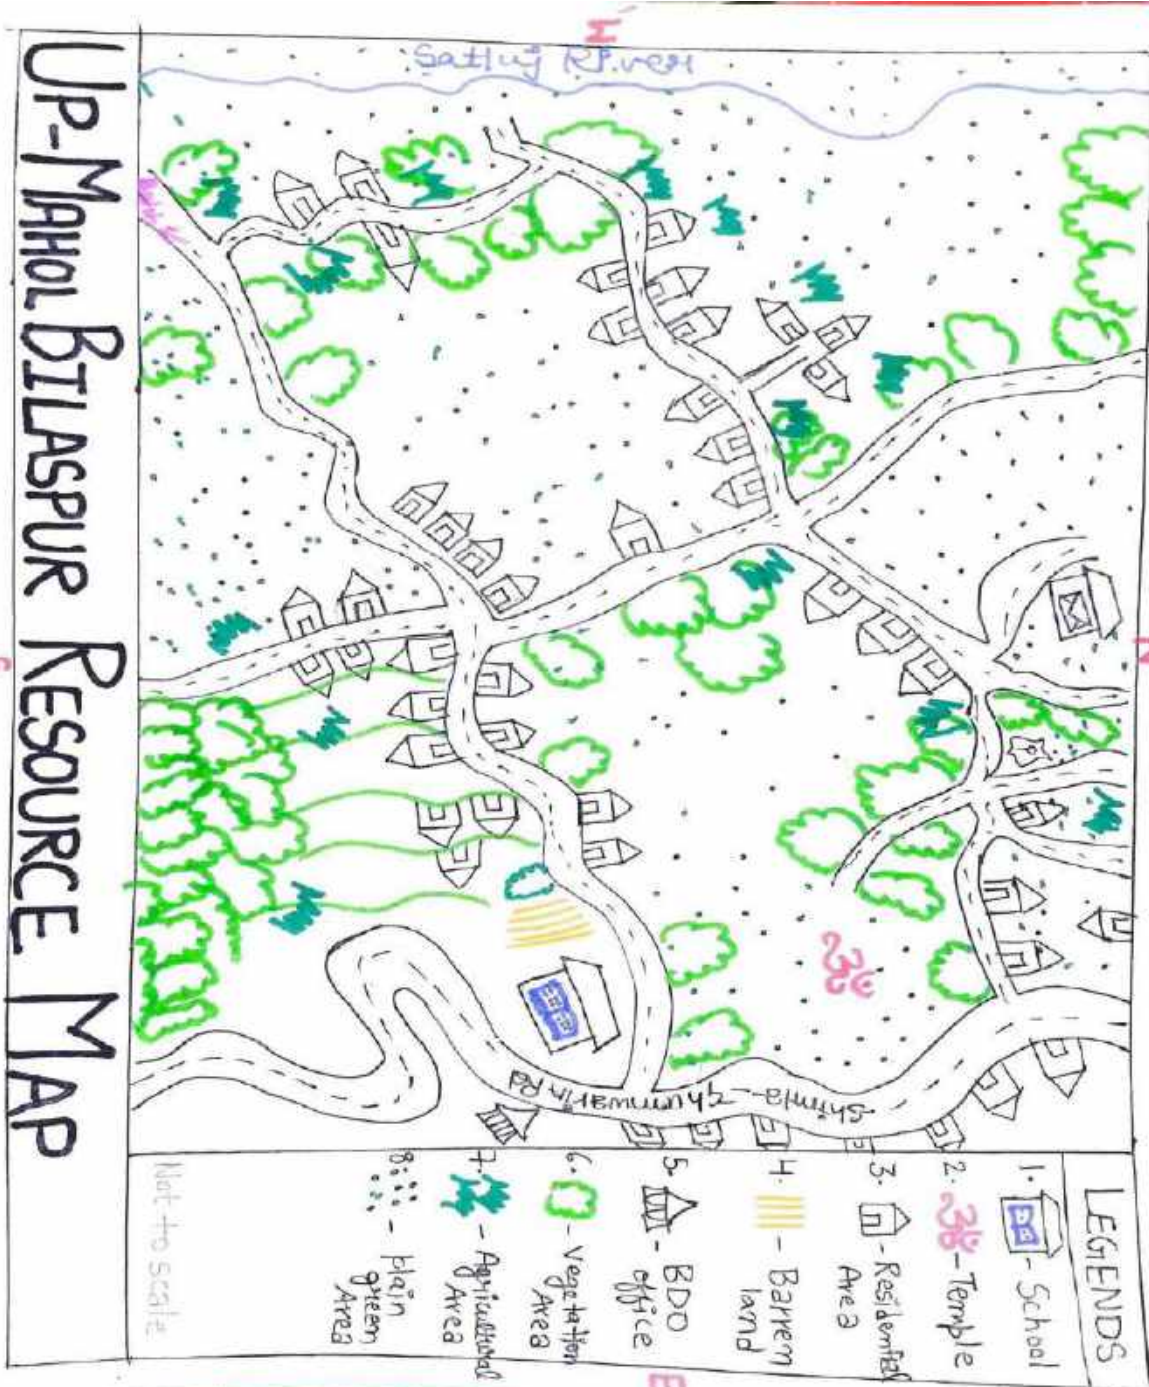 UP-MAHOL BILASPUR RESOURCE MAP
W
Satluj River
N
Shimla - Ghumwarin Rd
E
LEGENDS
1. - School
2. - Temple
3. - Residential
Area
4. - Barren
land
5. - BDO
office
6. - Vegetation
Area
7. - Agricultural
Area
8. - plain
green
Area
Not to scale